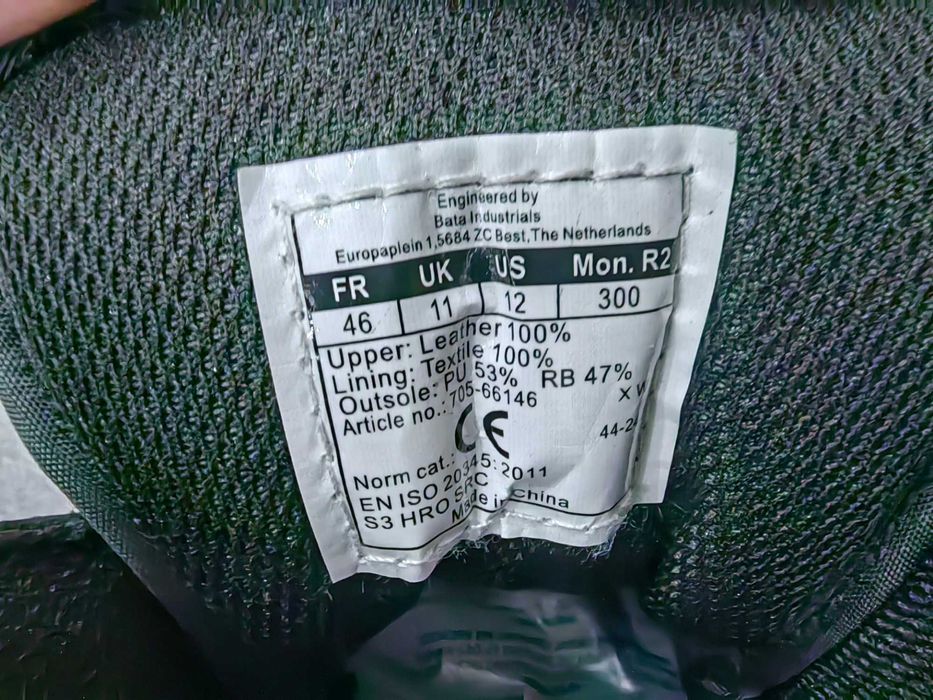 Engineered by
Bata Industrials
Europaplein 1,5684 ZC Best,The Netherlands
FR UK US Mon. R2
46 11 12 300
Upper: Leather 100%
Lining: Textile 100%
Outsole: PU 53% RB 47%
Article no.: 705-66146 X W
CE 44-24
Norm cat.:
EN ISO 20345:2011
S3 HRO SRC
Made in China